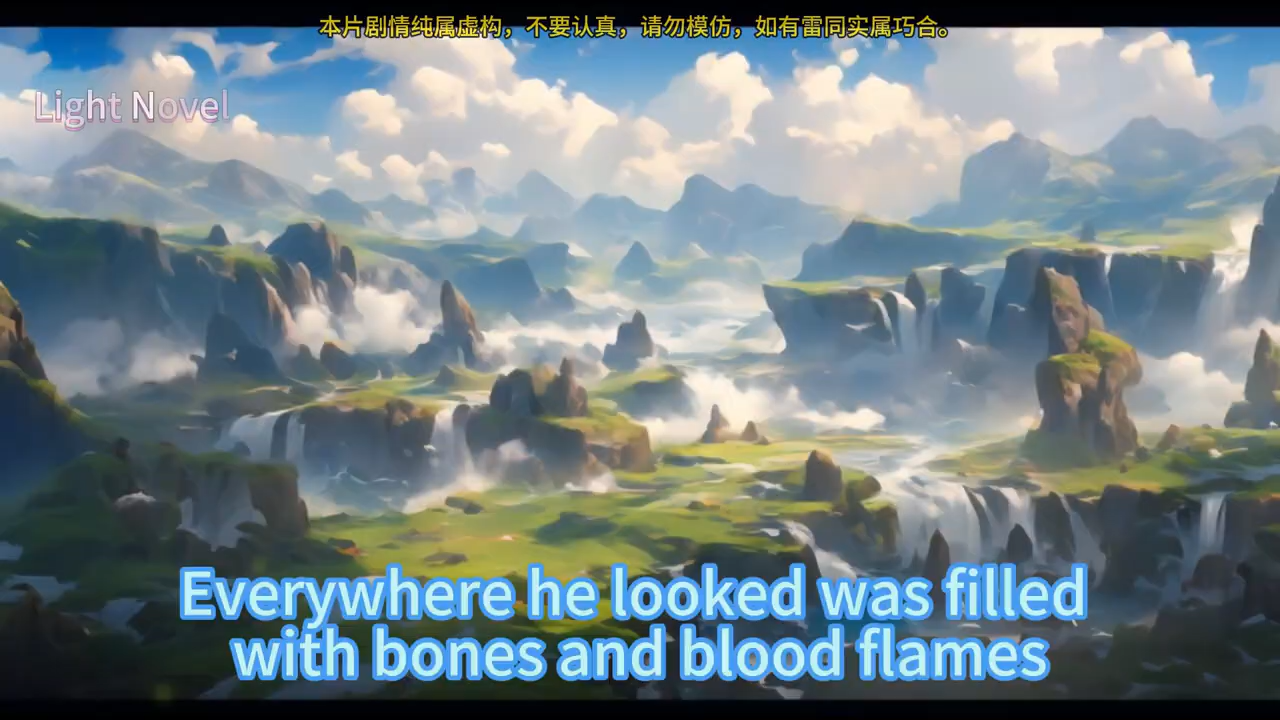 本片剧情纯属虚构，不要认真，请勿模仿，如有雷同实属巧合。
Light Novel
Everywhere he looked was filled
with bones and blood flames